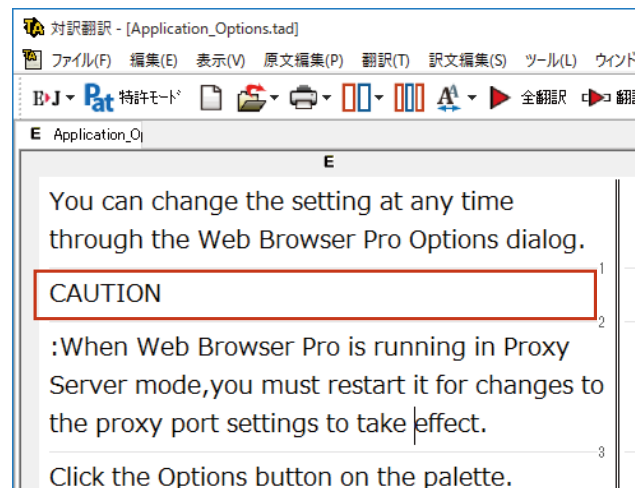 対訳翻訳 - [Application_Options.tad]
ファイル(F) 編集(E) 表示(V) 原文編集(P) 翻訳(T) 訳文編集(S) ツール(L) ウインド
E›J Pat 特許モード 全翻訳 翻
E Application_Op
E
You can change the setting at any time
through the Web Browser Pro Options dialog.
1
CAUTION
2
:When Web Browser Pro is running in Proxy
Server mode,you must restart it for changes to
the proxy port settings to take effect.
3
Click the Options button on the palette.